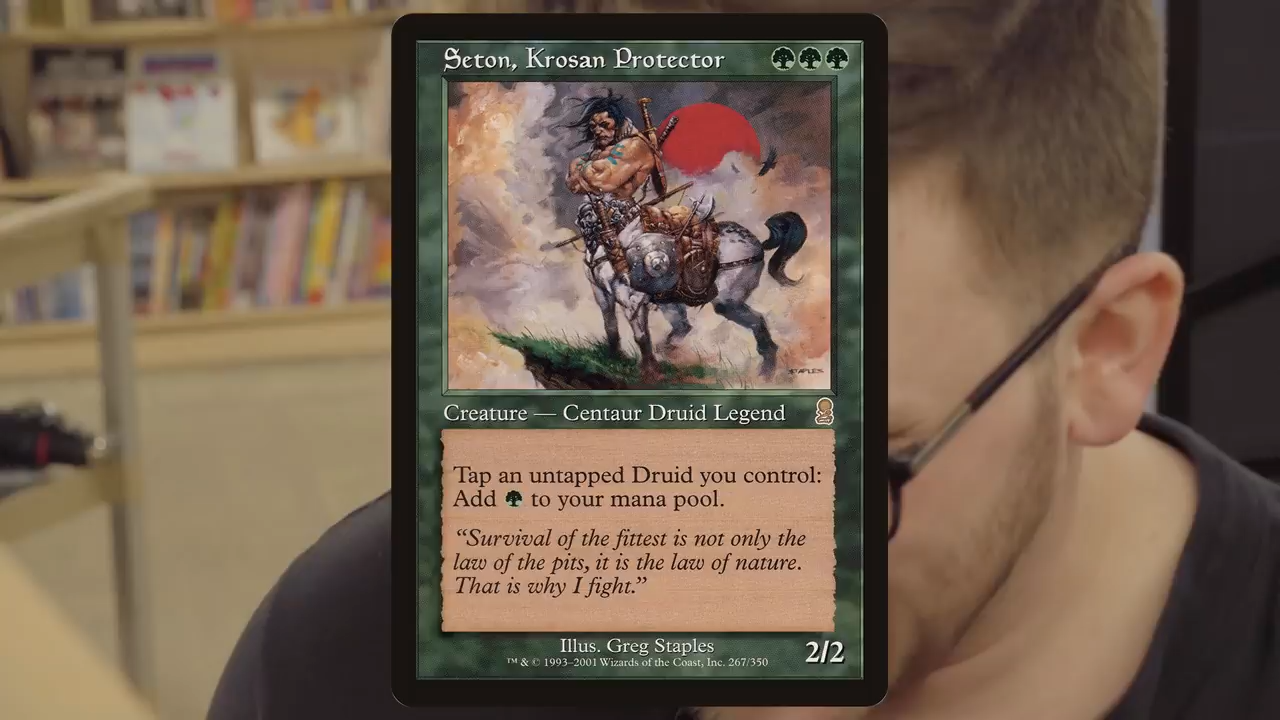 Seton, Krosan Protector
STAPLES
Creature — Centaur Druid Legend
Tap an untapped Druid you control:
Add to your mana pool.
“Survival of the fittest is not only the
law of the pits, it is the law of nature.
That is why I fight.”
Illus. Greg Staples
™ & © 1993–2001 Wizards of the Coast, Inc. 267/350
2/2